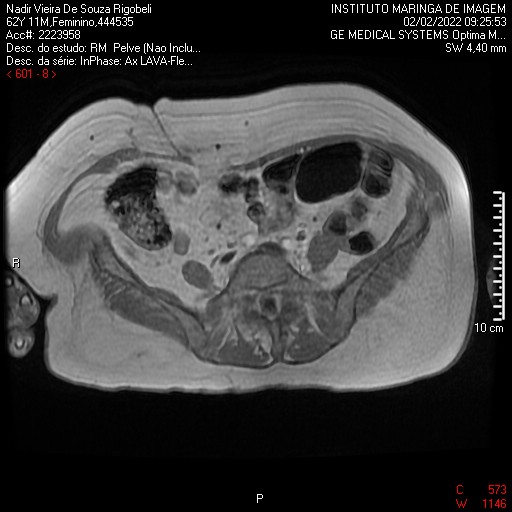 Nadir Vieira De Souza Rigobeli
62Y 11M,Feminino,444535
Acc#: 2223958
Desc. do estudo: RM Pelve (Nao Inclu...
Desc. da série: InPhase: Ax LAVA-Fle...
< 601 - 8 >
INSTITUTO MARINGA DE IMAGEM
02/02/2022 09:25:53
GE MEDICAL SYSTEMS Optima M...
SW 4,40 mm
R
10 cm
P
C 573
W 1146